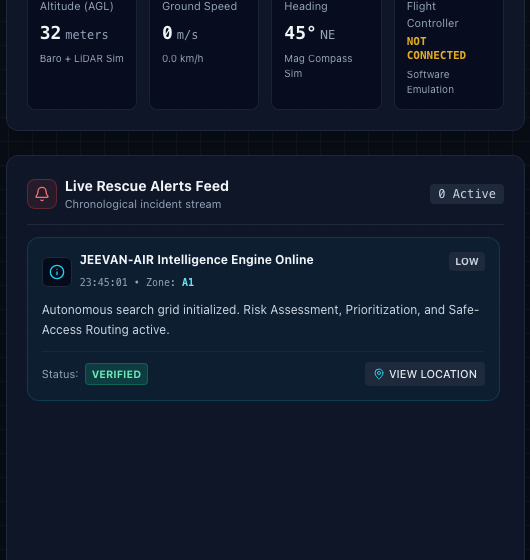 Altitude (AGL)
32 meters
Baro + LiDAR Sim
Ground Speed
0 m/s
0.0 km/h
Heading
45° NE
Mag Compass
Sim
Flight
Controller
NOT
CONNECTED
Software
Emulation
Live Rescue Alerts Feed
Chronological incident stream
0 Active
JEEVAN-AIR Intelligence Engine Online
LOW
23:45:01 • Zone: A1
Autonomous search grid initialized. Risk Assessment, Prioritization, and Safe-
Access Routing active.
Status: VERIFIED
VIEW LOCATION